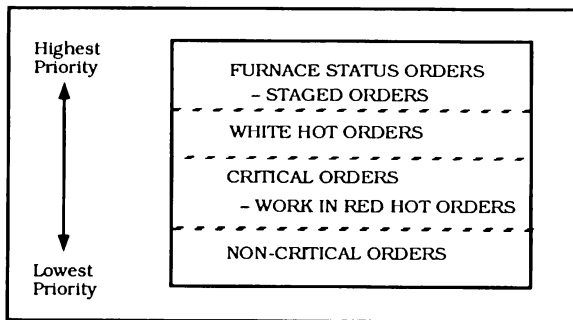 Highest
Priority
FURNACE STATUS ORDERS
– STAGED ORDERS
WHITE HOT ORDERS
CRITICAL ORDERS
– WORK IN RED HOT ORDERS
NON-CRITICAL ORDERS
Lowest
Priority